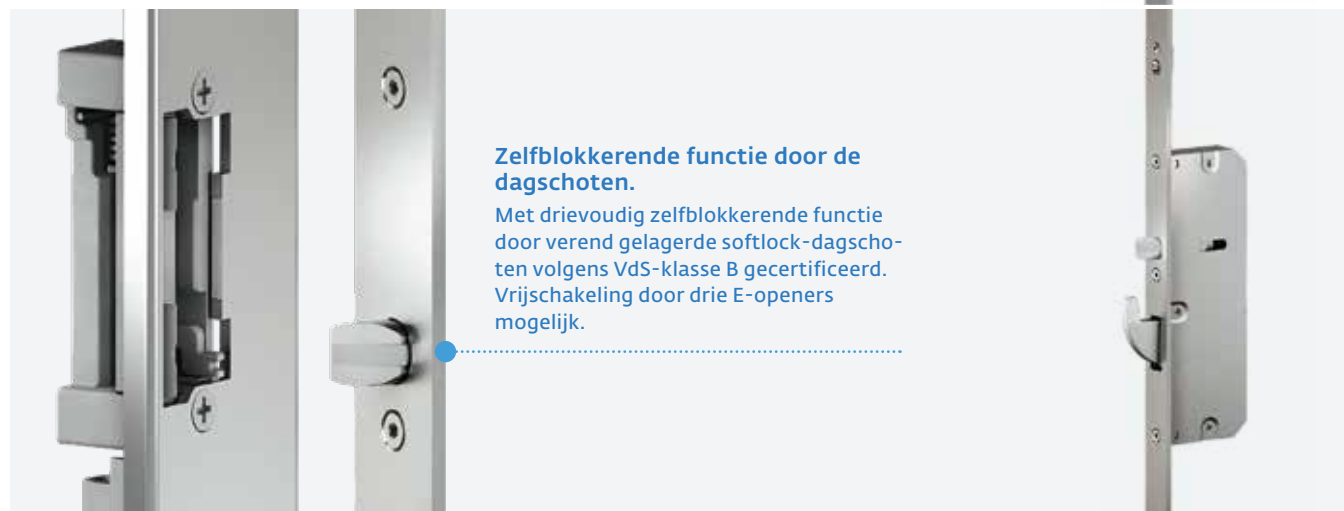 Zelfblokkerende functie door de
dagschoten.
Met drievoudig zelfblokkerende functie
door verend gelagerde softlock-dagscho-
ten volgens VdS-klasse B gecertificeerd.
Vrijschakeling door drie E-openers
mogelijk.